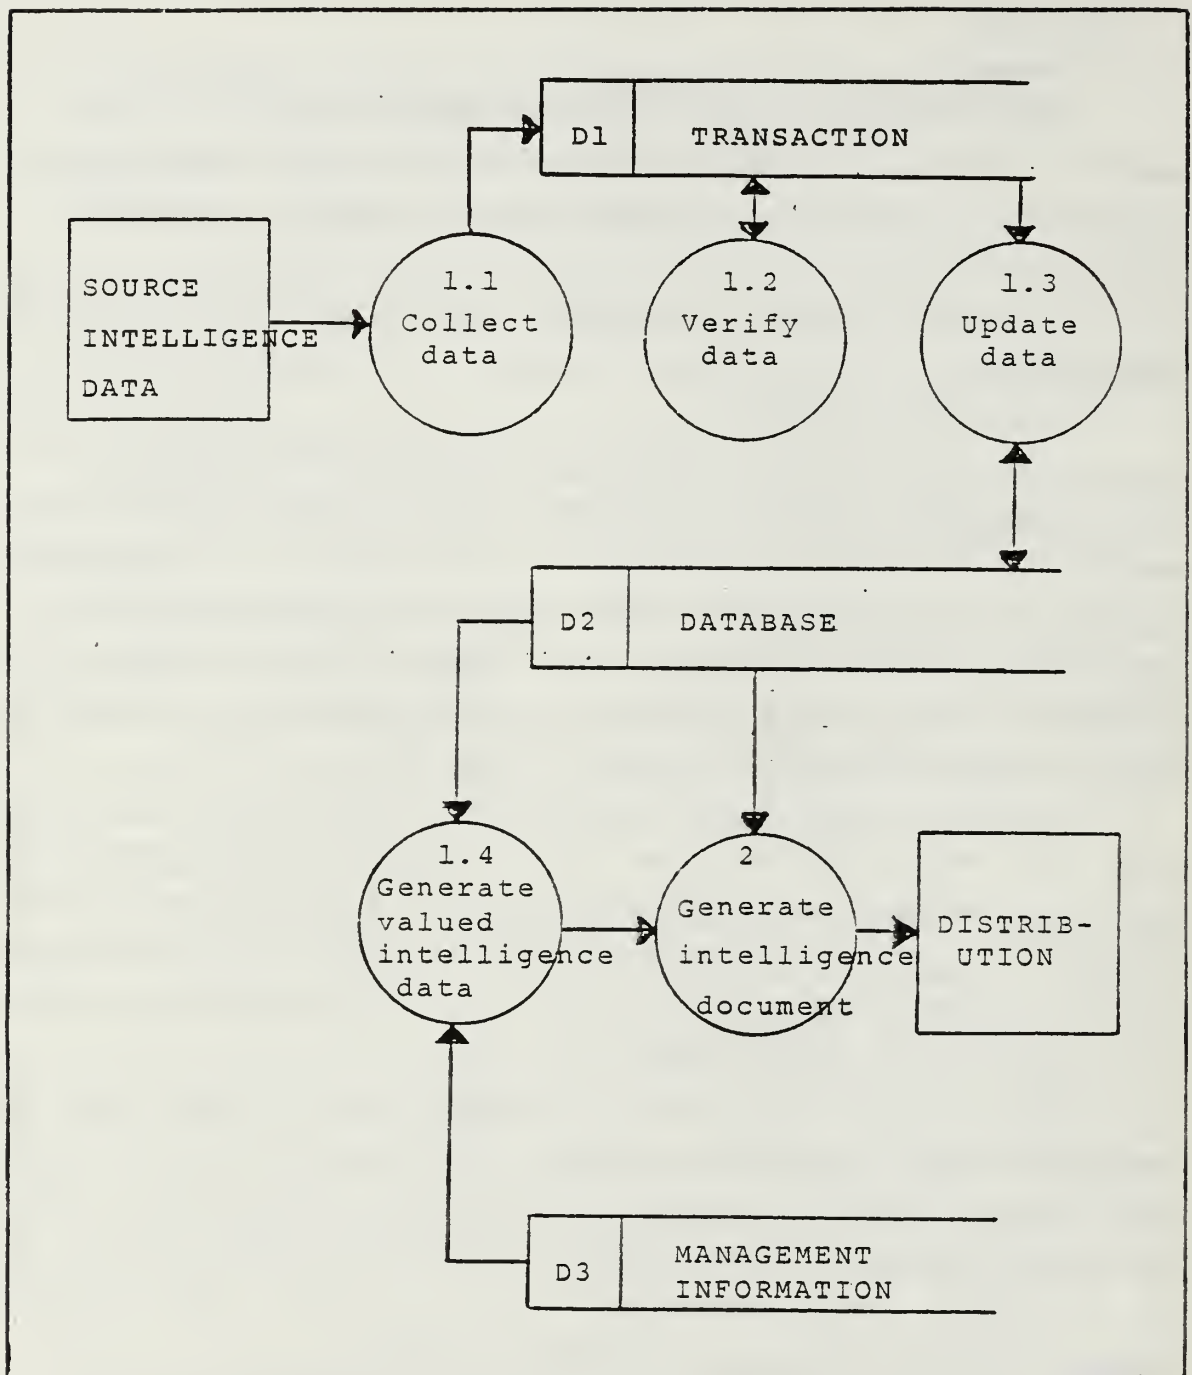 D1
TRANSACTION
SOURCE
INTELLIGENCE
DATA
1.1
Collect
data
1.2
Verify
data
1.3
Update
data
D2
DATABASE
1.4
Generate
valued
intelligence
data
2
Generate
intelligence
document
DISTRIB-
UTION
D3
MANAGEMENT
INFORMATION